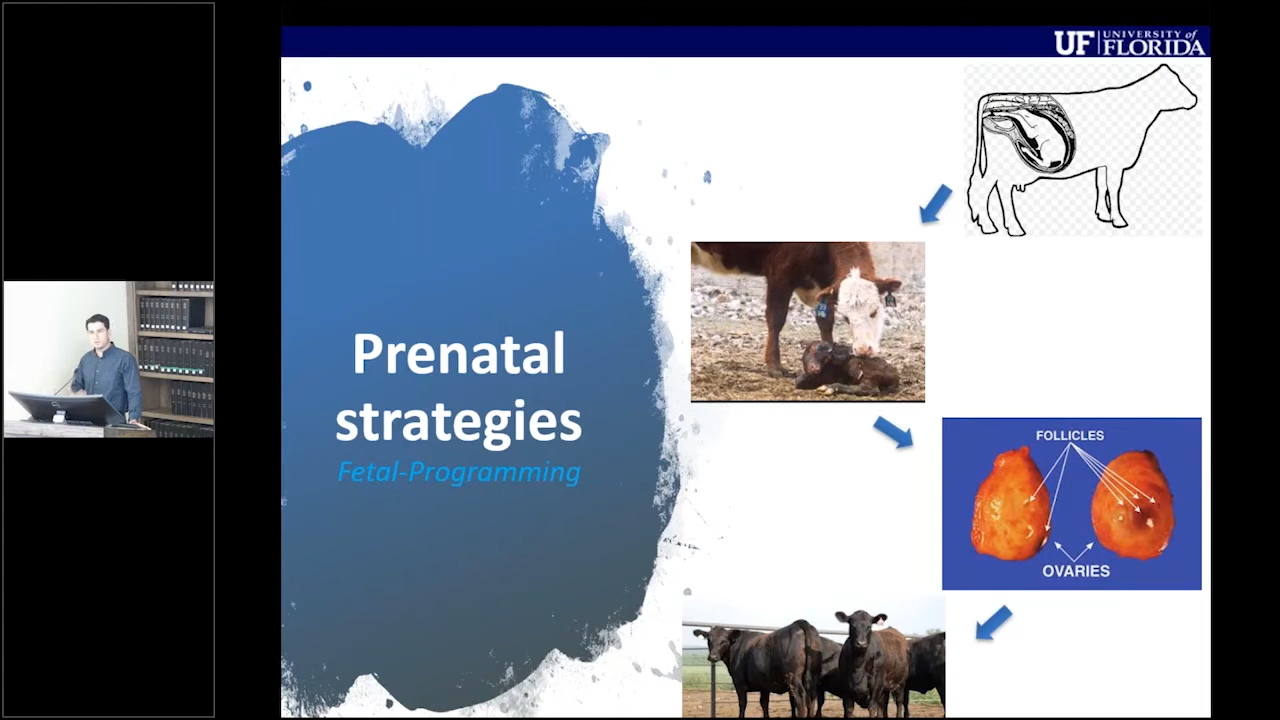 UF UNIVERSITY of
FLORIDA
Prenatal
strategies
Fetal-Programming
FOLLICLES
OVARIES